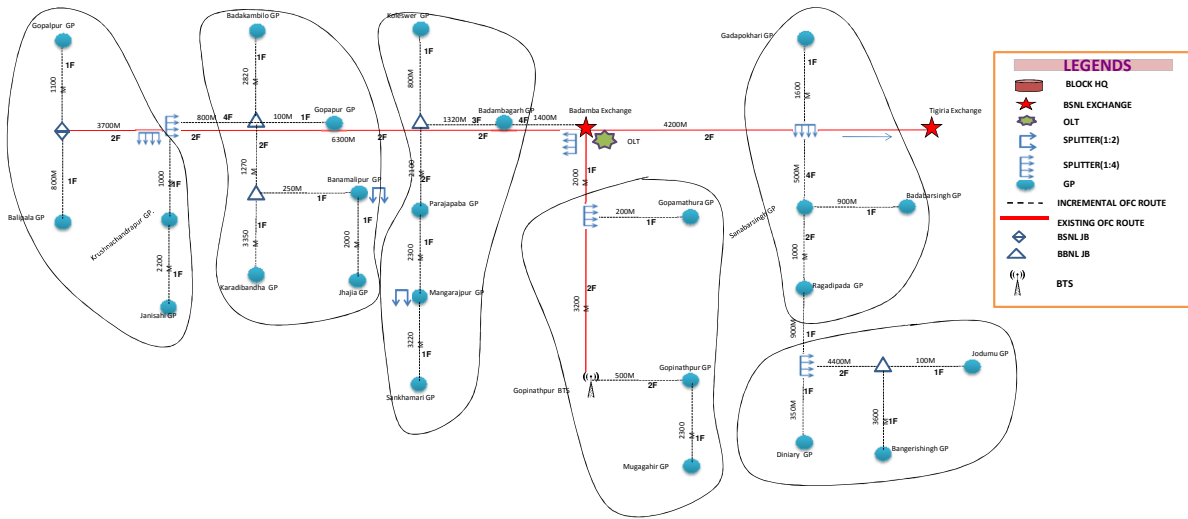 Gopalpur GP
1F
1100
M
3700M
2F
800M
1F
Balipala GP
2F
1000
M
1F
Krushnachandrapur GP.
2200
M
1F
Janisahi GP
Badakambilo GP
1F
2820
M
800M
4F
100M
1F
Gopapur GP
6300M
2F
2F
1270
M
Banamalipur GP
250M
1F
1F
3350
M
1F
2000
M
Karadibandha GP
Jhajia GP
Koleswer GP
1F
800M
Badambagarh GP
1320M
3F
4F
1400M
2F
2100
M
2F
Parajapaba GP
2300
M
1F
Mangarajpur GP
3220
M
1F
Sankhamari GP
Badamba Exchange
2F
OLT
4200M
2F
1F
2000
M
Gopamathura GP
200M
1F
2F
3200
M
Gopinathpur BTS
500M
2F
Gopinathpur GP
2300
M
1F
Mugagahir GP
Gadapokhari GP
1F
1600
M
Tigiria Exchange
500M
4F
Badabarsingh GP
900M
1F
Sanabarsingh GP
1000
M
2F
Ragadipada GP
900M
1F
4400M
2F
100M
1F
Jodumu GP
350M
1F
3600
M
1F
Diniary GP
Bangerishingh GP
LEGENDS
BLOCK HQ
BSNL EXCHANGE
OLT
SPLITTER(1:2)
SPLITTER(1:4)
GP
INCREMENTAL OFC ROUTE
EXISTING OFC ROUTE
BSNL JB
BBNL JB
BTS